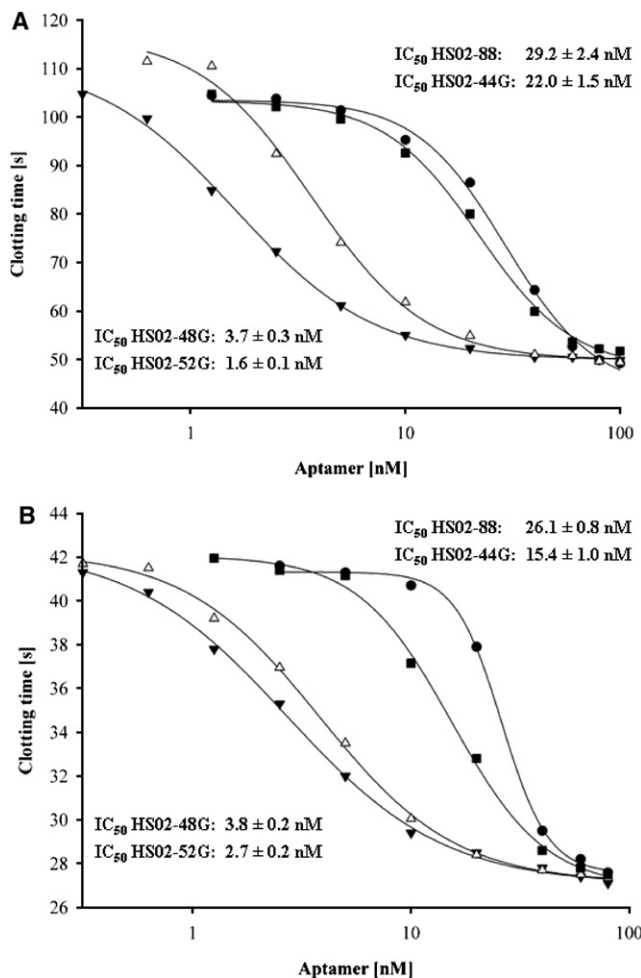 A
120
110
100
90
80
70
60
50
40
Clotting time [s]
IC50 HS02-88: 29.2 ± 2.4 nM
IC50 HS02-44G: 22.0 ± 1.5 nM
IC50 HS02-48G: 3.7 ± 0.3 nM
IC50 HS02-52G: 1.6 ± 0.1 nM
1 10 100
Aptamer [nM]
B
44
42
40
38
36
34
32
30
28
26
Clotting time [s]
IC50 HS02-88: 26.1 ± 0.8 nM
IC50 HS02-44G: 15.4 ± 1.0 nM
IC50 HS02-48G: 3.8 ± 0.2 nM
IC50 HS02-52G: 2.7 ± 0.2 nM
1 10 100
Aptamer [nM]